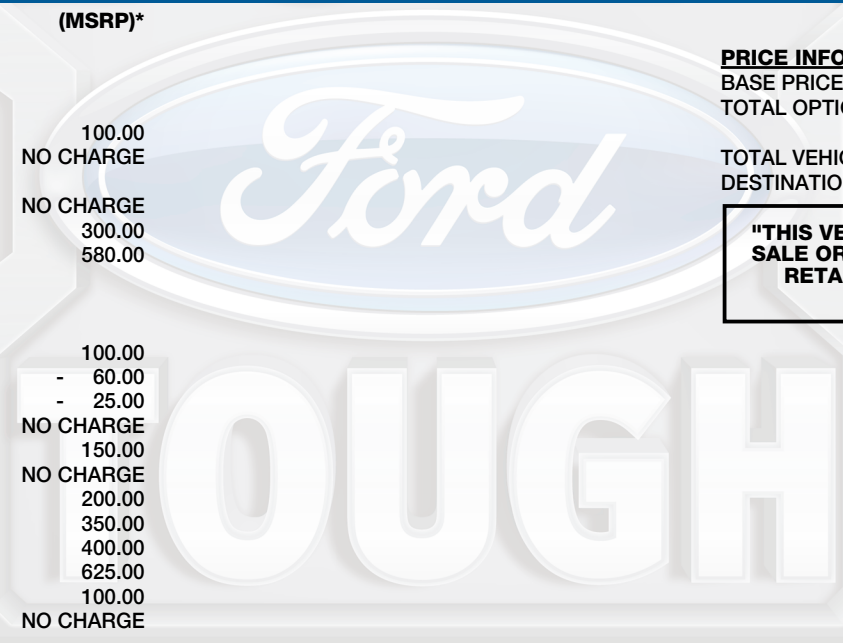 (MSRP)*
100.00
NO CHARGE
NO CHARGE
300.00
580.00
100.00
- 60.00
- 25.00
NO CHARGE
150.00
NO CHARGE
200.00
350.00
400.00
625.00
100.00
NO CHARGE
PRICE INFO
BASE PRICE
TOTAL OPTIO
TOTAL VEHIC
DESTINATIO
"THIS VE
SALE OR
RETA
Ford
TOUGH